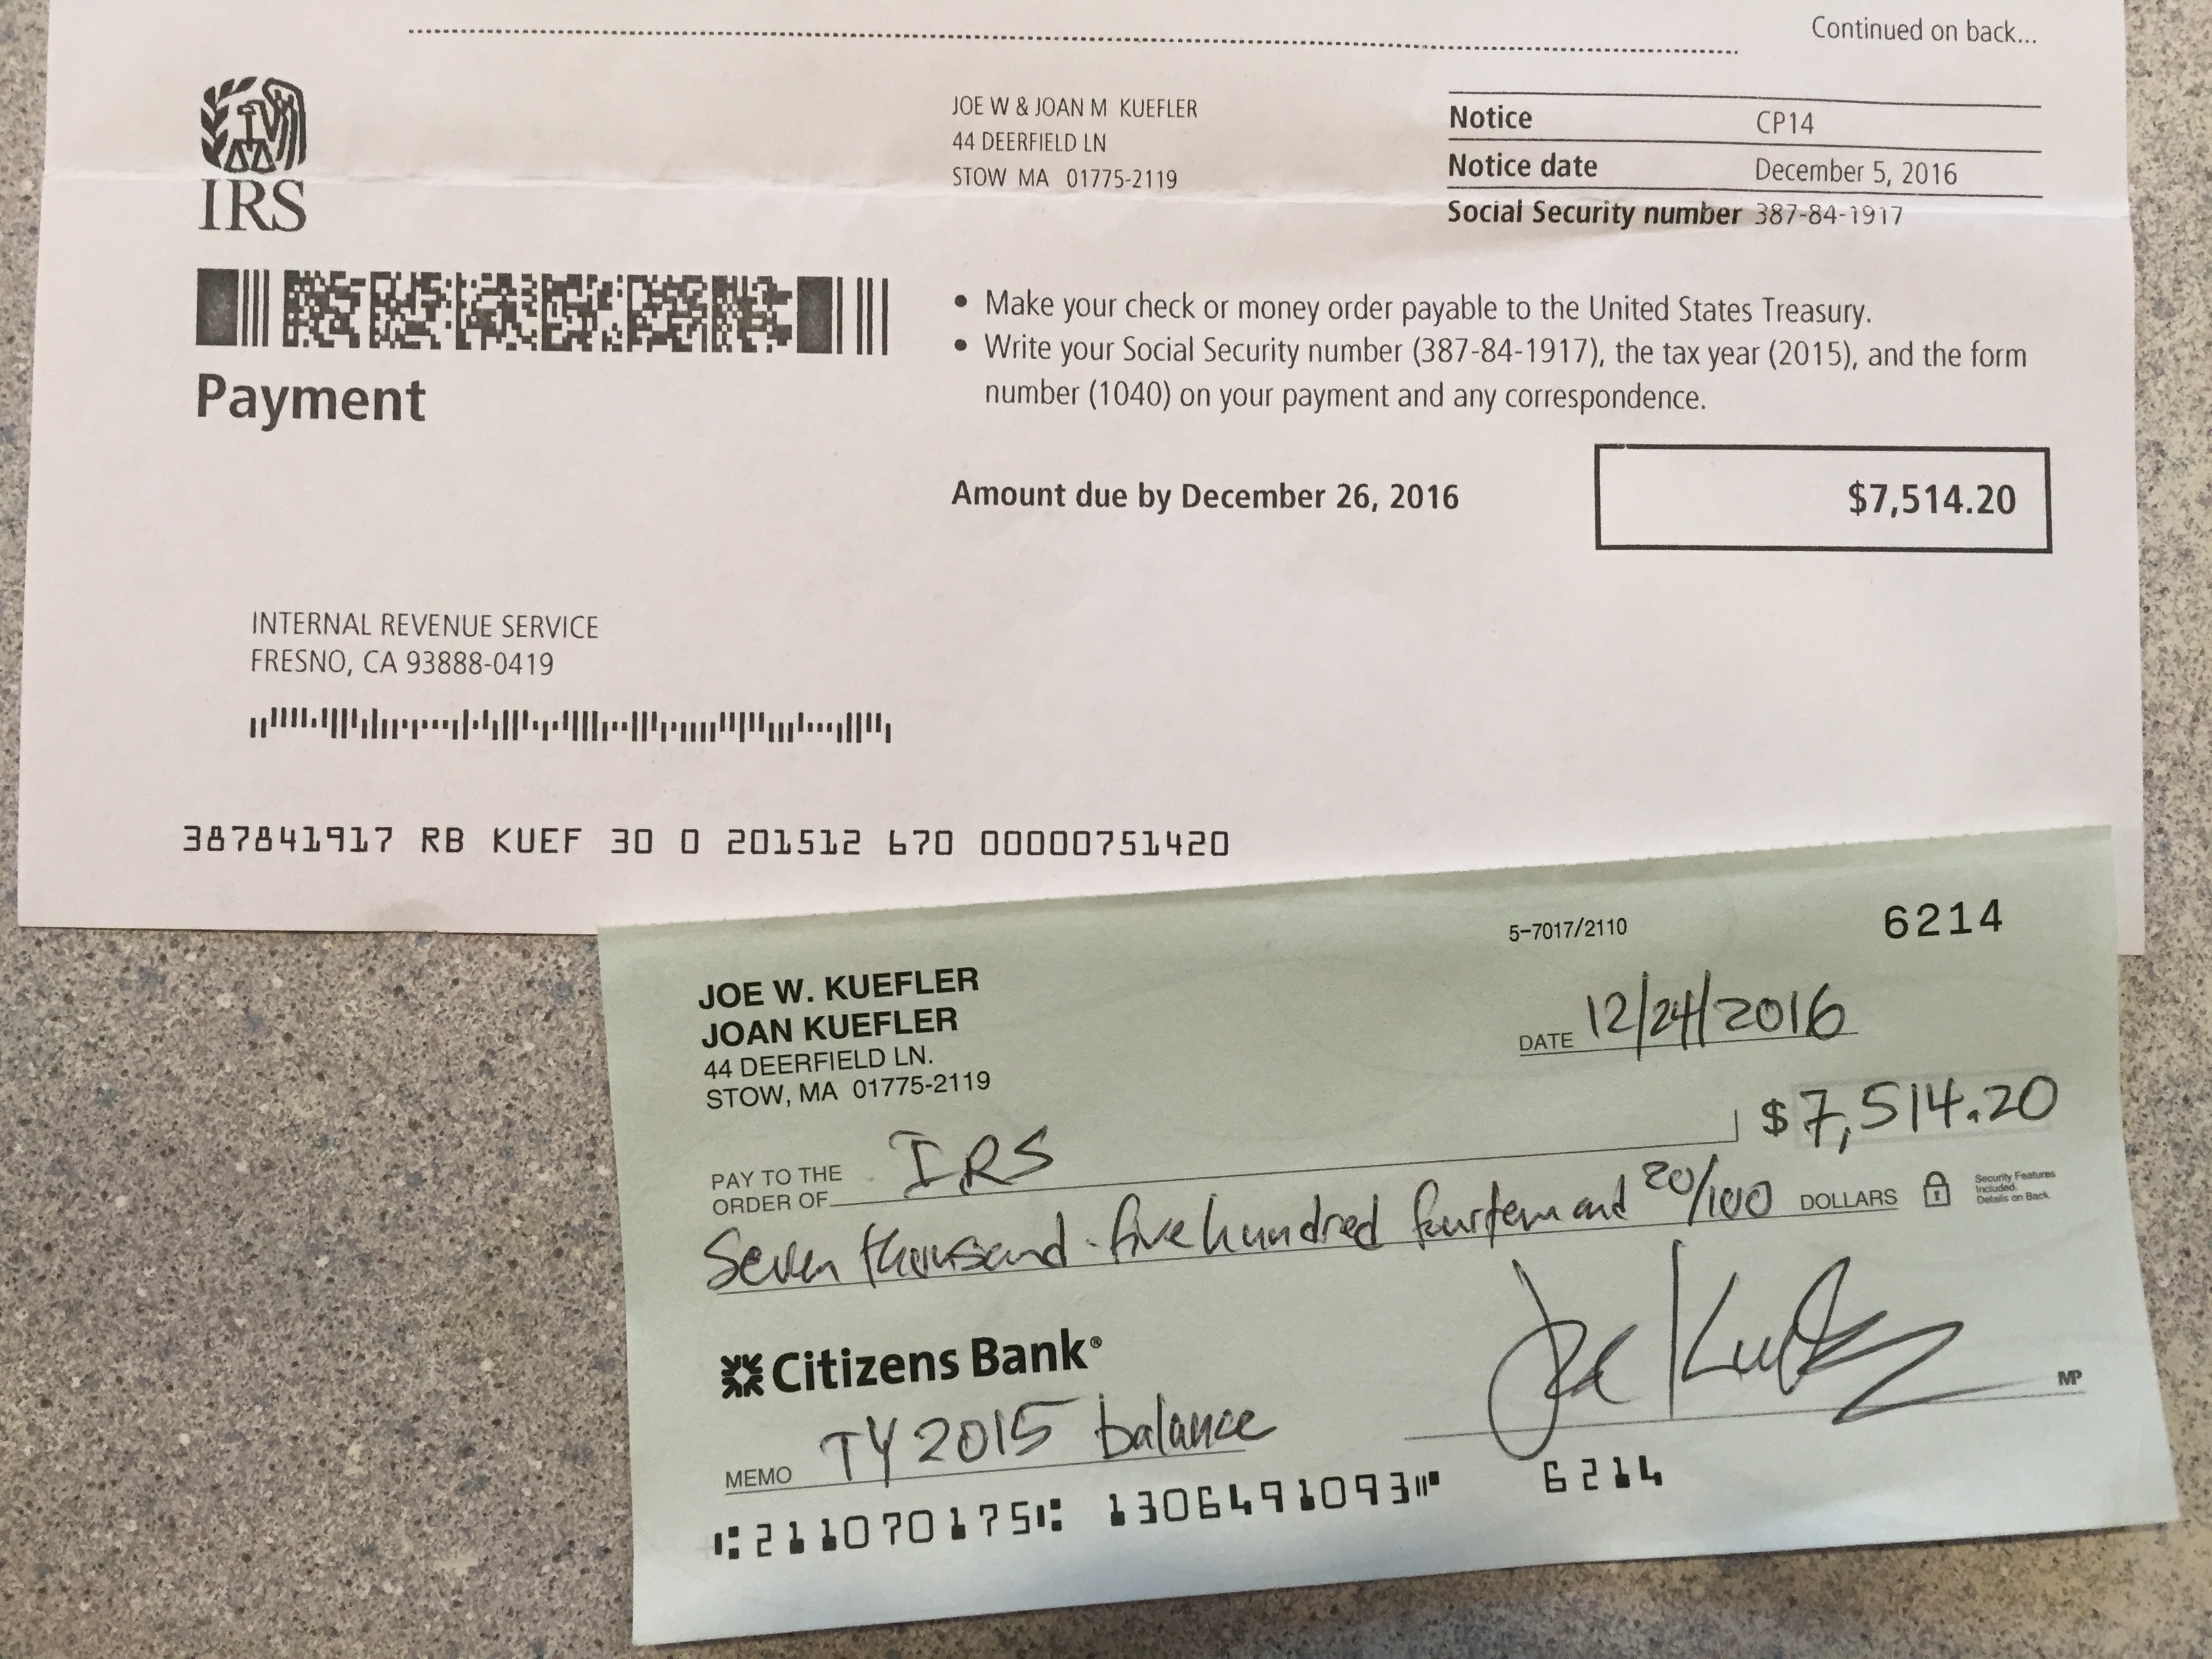 Continued on back...
IRS
JOE W & JOAN M KUEFLER
44 DEERFIELD LN
STOW MA 01775-2119
Notice CP14
Notice date December 5, 2016
Social Security number 387-84-1917
• Make your check or money order payable to the United States Treasury.
• Write your Social Security number (387-84-1917), the tax year (2015), and the form
number (1040) on your payment and any correspondence.
Payment
Amount due by December 26, 2016 $7,514.20
INTERNAL REVENUE SERVICE
FRESNO, CA 93888-0419
387841917 RB KUEF 30 0 201512 670 00000751420
5-7017/2110 6214
JOE W. KUEFLER
JOAN KUEFLER
44 DEERFIELD LN.
STOW, MA 01775-2119
DATE 12/24/2016
PAY TO THE
ORDER OF IRS $7,514.20
Seven thousand five hundred fourteen and 20/100 DOLLARS
Security Features
Included.
Details on Back.
Citizens Bank®
Joe Kuefler
MP
MEMO TY 2015 balance
⑆211070175⑆ 1306491093⑈ 6214